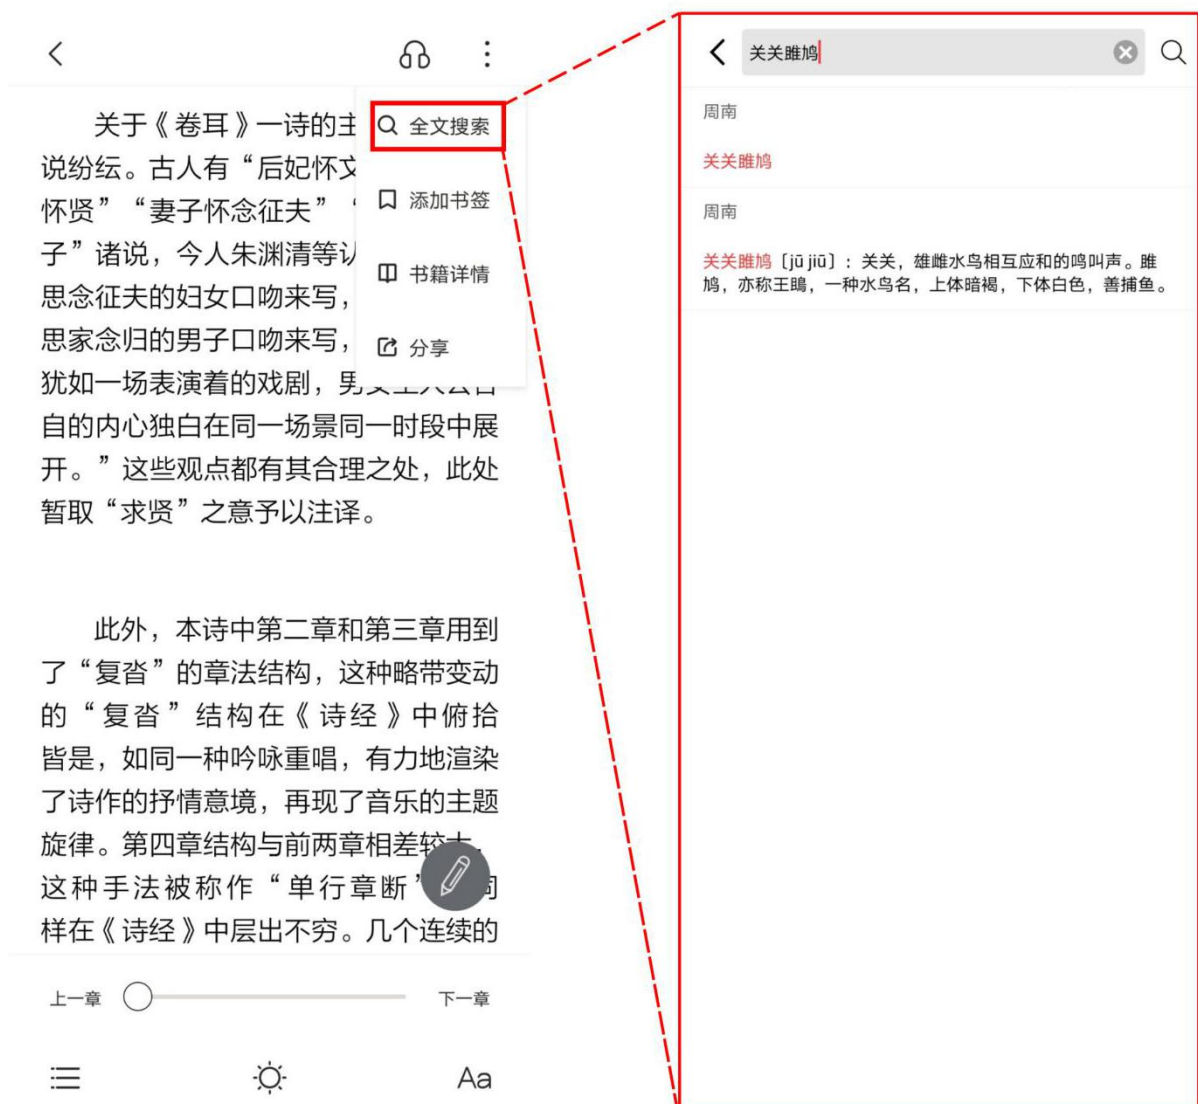 关于《卷耳》一诗的主
说纷纭。古人有“后妃怀文
怀贤”“妻子怀念征夫”“
子”诸说，今人朱渊清等认
思念征夫的妇女口吻来写，
思家念归的男子口吻来写，
犹如一场表演着的戏剧，男
自的内心独白在同一场景同一时段中展
开。”这些观点都有其合理之处，此处
暂取“求贤”之意予以注译。
此外，本诗中第二章和第三章用到
了“复沓”的章法结构，这种略带变动
的“复沓”结构在《诗经》中俯拾
皆是，如同一种吟咏重唱，有力地渲染
了诗作的抒情意境，再现了音乐的主题
旋律。第四章结构与前两章相差较大，
这种手法被称作“单行章断”同
样在《诗经》中层出不穷。几个连续的
全文搜索
添加书签
书籍详情
分享
上一章
下一章
Aa
关关雎鸠
周南
关关雎鸠
周南
关关雎鸠〔jū jiū〕：关关，雄雌水鸟相互应和的鸣叫声。雎
鸠，亦称王鴡，一种水鸟名，上体暗褐，下体白色，善捕鱼。